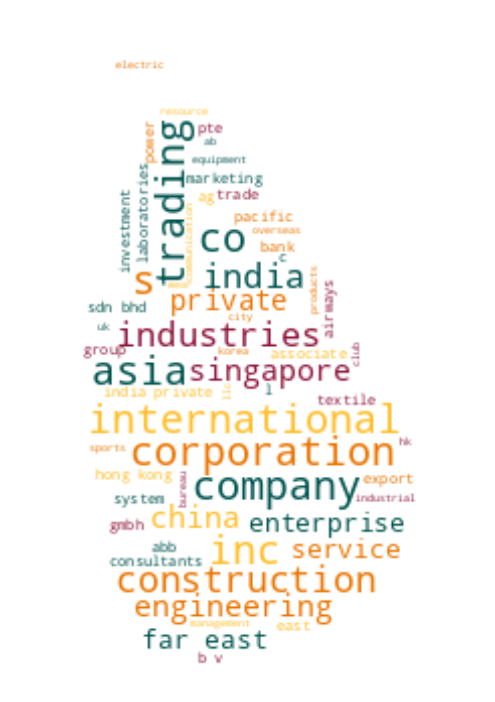 electric
resource
trading
power
pte
ab
equipment
laboratories
investment
marketing
ag
trade
communication
pacific
overseas
co
bank
c
s
india
products
airways
private
sdn bhd
city
uk
industries
group
korea
associate
club
asia
singapore
india private
llc
l
textile
international
hk
sports
corporation
hong kong
bureau
company
export
system
industrial
gmbh
china
enterprise
abb
inc
service
consultants
construction
engineering
management
east
far east
b v